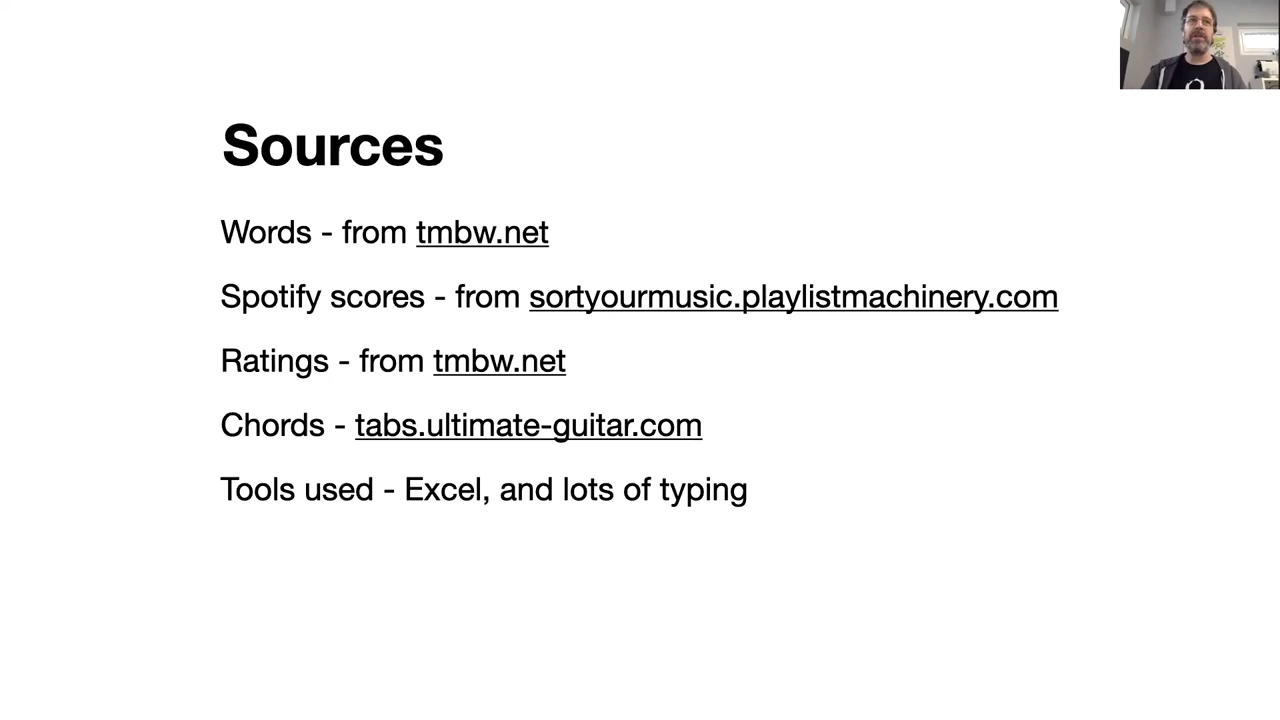 Sources
Words - from tmbw.net
Spotify scores - from sortyourmusic.playlistmachinery.com
Ratings - from tmbw.net
Chords - tabs.ultimate-guitar.com
Tools used - Excel, and lots of typing